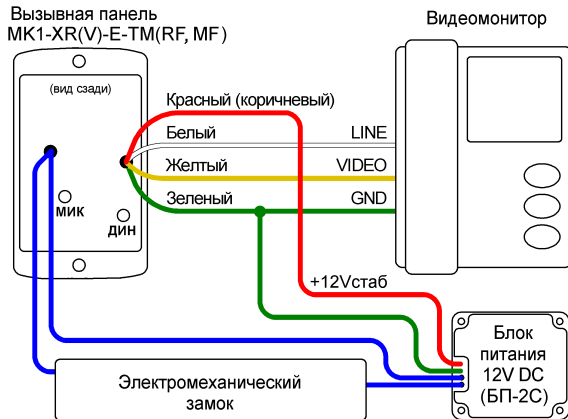 Вызывная панель
MK1-XR(V)-E-TM(RF, MF)
Видеомонитор
(вид сзади)
Красный (коричневый)
Белый
LINE
Желтый
VIDEO
Зеленый
GND
мик
дин
+12Vстаб
Блок
питания
12V DC
(БП-2С)
Электромеханический
замок